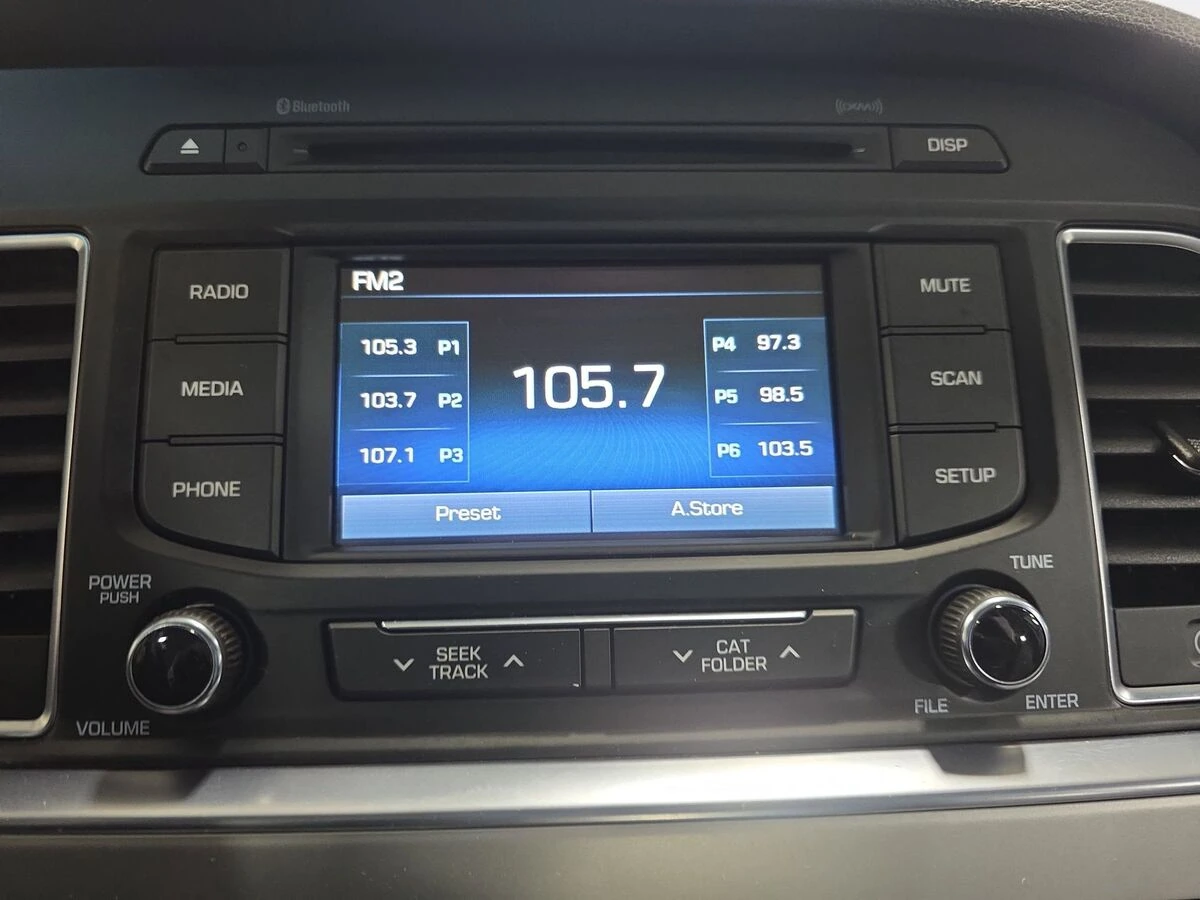 Bluetooth
((XM))
DISP
RADIO
MEDIA
PHONE
FM2
105.3 P1
103.7 P2
107.1 P3
105.7
P4 97.3
P5 98.5
P6 103.5
Preset
A.Store
MUTE
SCAN
SETUP
POWER
PUSH
VOLUME
SEEK
TRACK
CAT
FOLDER
TUNE
FILE
ENTER